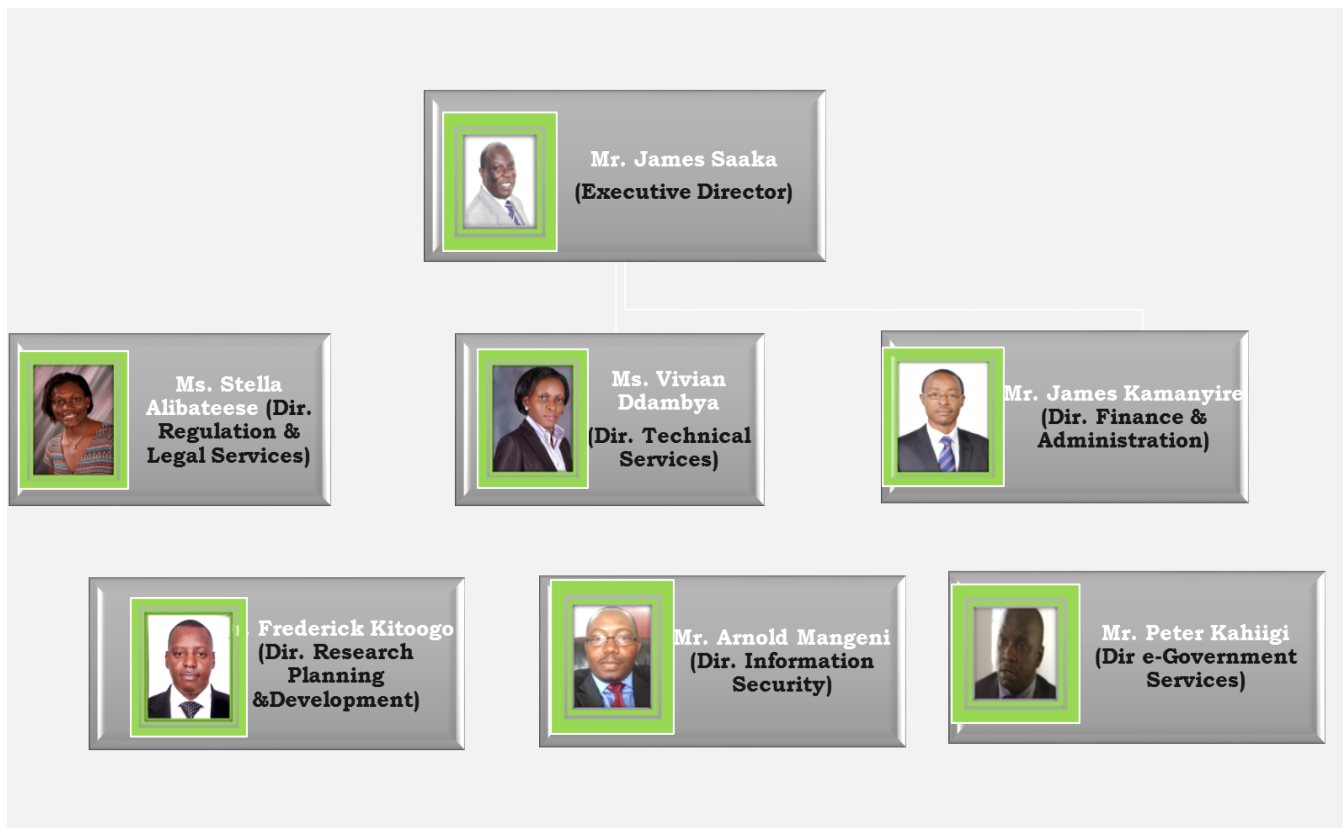 Mr. James Saaka
(Executive Director)
Ms. Stella
Alibateese (Dir.
Regulation &
Legal Services)
Ms. Vivian
Ddambya
(Dir. Technical
Services)
Mr. James Kamanyire
(Dir. Finance &
Administration)
Frederick Kitoogo
(Dir. Research
Planning
&Development)
Mr. Arnold Mangeni
(Dir. Information
Security)
Mr. Peter Kahiigi
(Dir e-Government
Services)